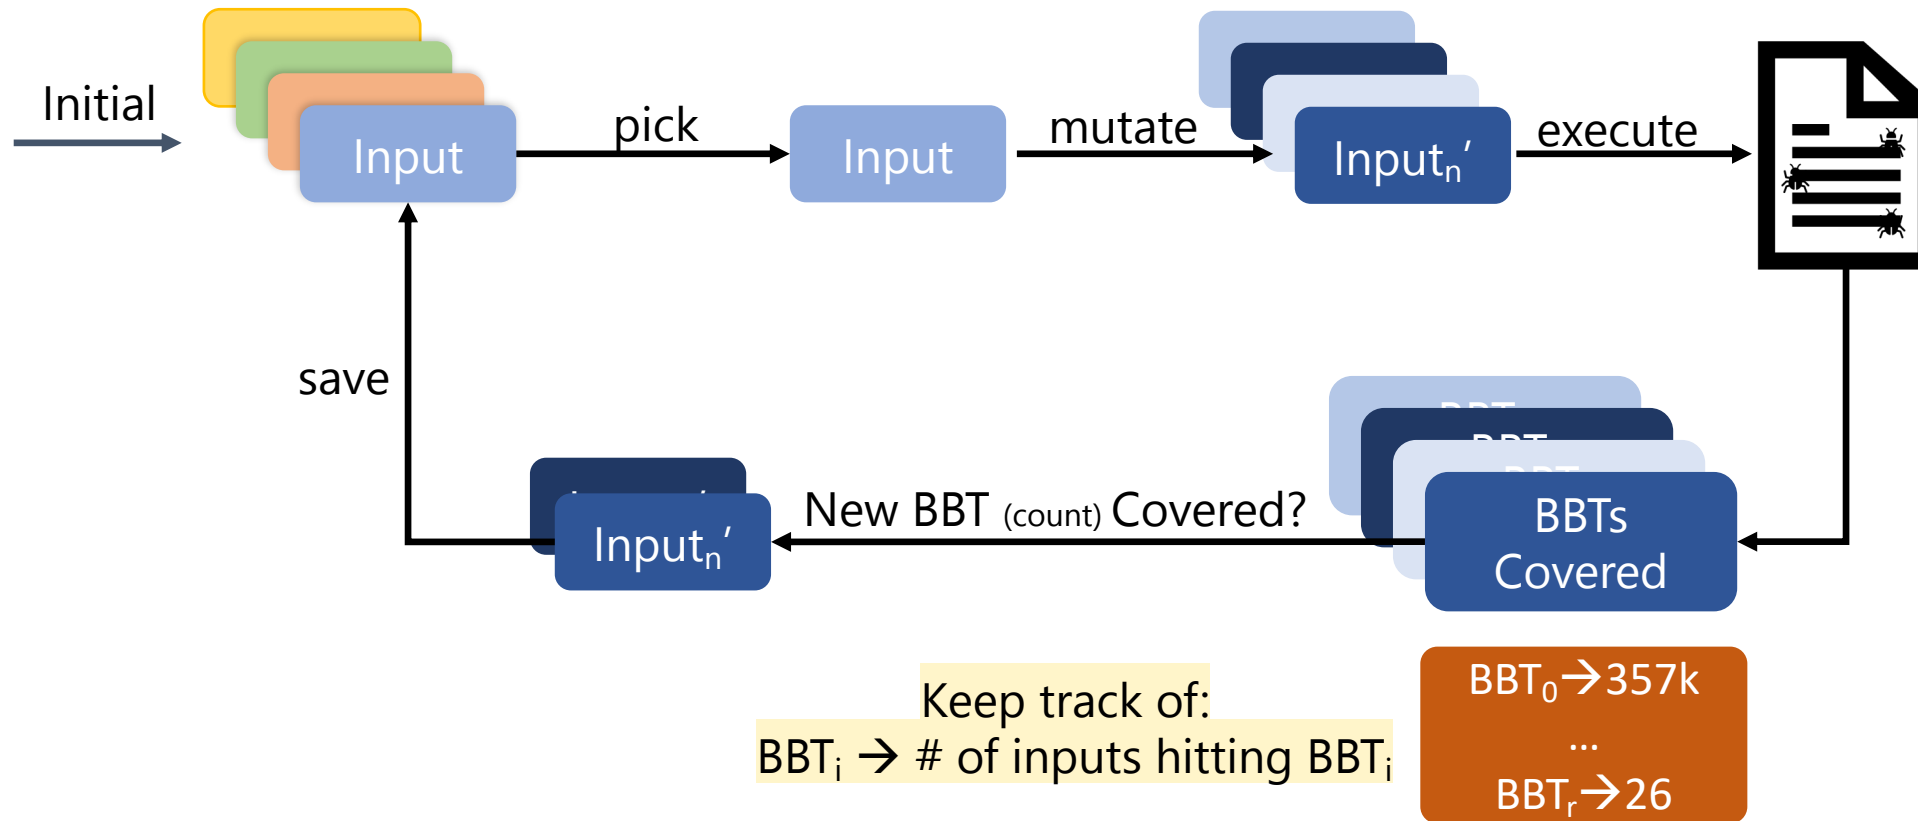 Initial
Input
pick
Input
mutate
Inputₙ′
execute
save
Inputₙ′
New BBT (count) Covered?
BBTs
Covered
Keep track of:
BBTᵢ → # of inputs hitting BBTᵢ
BBT₀→357k
...
BBTᵣ→26